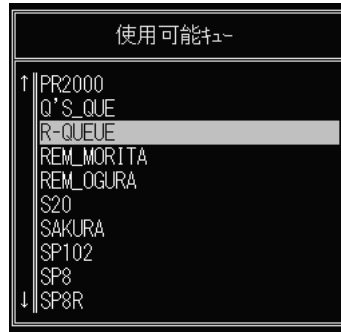 使用可能ｷｭｰ
↑PR2000
Q'S_QUE
R-QUEUE
REM_MORITA
REM_OGURA
S20
SAKURA
SP102
SP8
↓SP8R